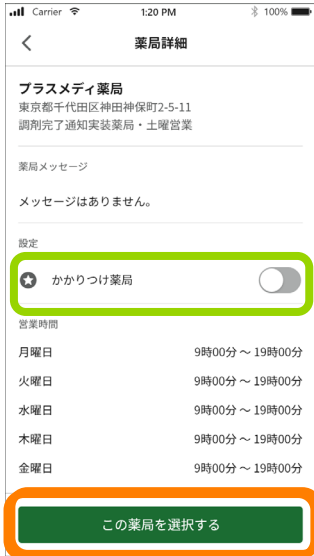 Carrier 1:20 PM 100%
薬局詳細
プラスメディ薬局
東京都千代田区神田神保町2-5-11
調剤完了通知実装薬局・土曜営業
薬局メッセージ
メッセージはありません。
設定
かかりつけ薬局
営業時間
月曜日 9時00分 ～ 19時00分
火曜日 9時00分 ～ 19時00分
水曜日 9時00分 ～ 19時00分
木曜日 9時00分 ～ 19時00分
金曜日 9時00分 ～ 19時00分
この薬局を選択する